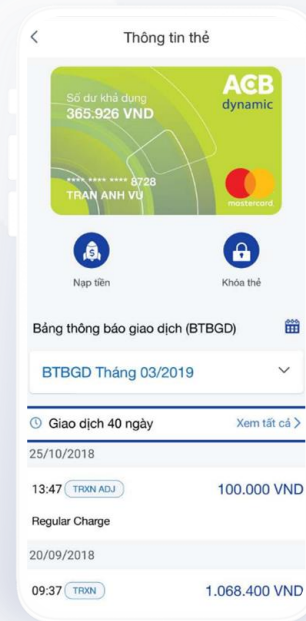 Thông tin thẻ
ACB
dynamic
Số dư khả dụng
365.926 VND
**** **** **** 8728
TRAN ANH VU
mastercard
Nạp tiền
Khóa thẻ
Bảng thông báo giao dịch (BTBGD)
BTBGD Tháng 03/2019
Giao dịch 40 ngày Xem tất cả >
25/10/2018
13:47 TRXN ADJ 100.000 VND
Regular Charge
20/09/2018
09:37 TRXN 1.068.400 VND